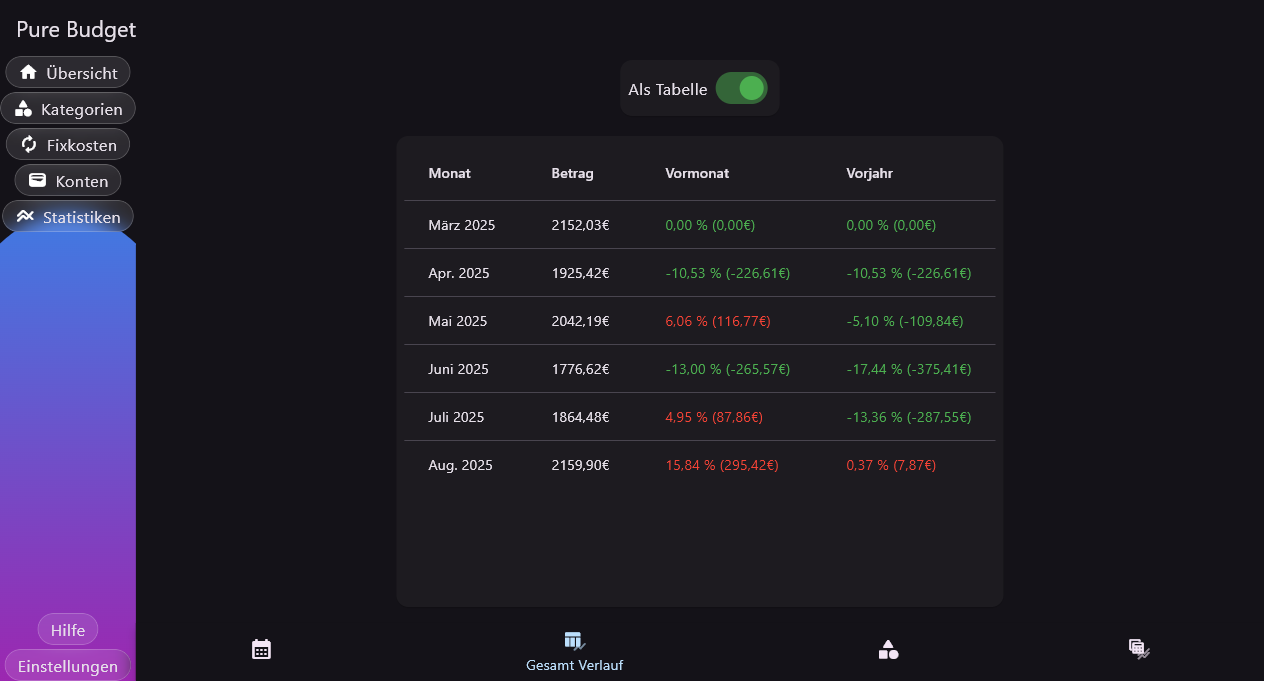 Pure Budget
Übersicht
Kategorien
Fixkosten
Konten
Statistiken
Hilfe
Einstellungen
Als Tabelle
Monat Betrag Vormonat Vorjahr
März 2025 2152,03€ 0,00 % (0,00€) 0,00 % (0,00€)
Apr. 2025 1925,42€ -10,53 % (-226,61€) -10,53 % (-226,61€)
Mai 2025 2042,19€ 6,06 % (116,77€) -5,10 % (-109,84€)
Juni 2025 1776,62€ -13,00 % (-265,57€) -17,44 % (-375,41€)
Juli 2025 1864,48€ 4,95 % (87,86€) -13,36 % (-287,55€)
Aug. 2025 2159,90€ 15,84 % (295,42€) 0,37 % (7,87€)
Gesamt Verlauf